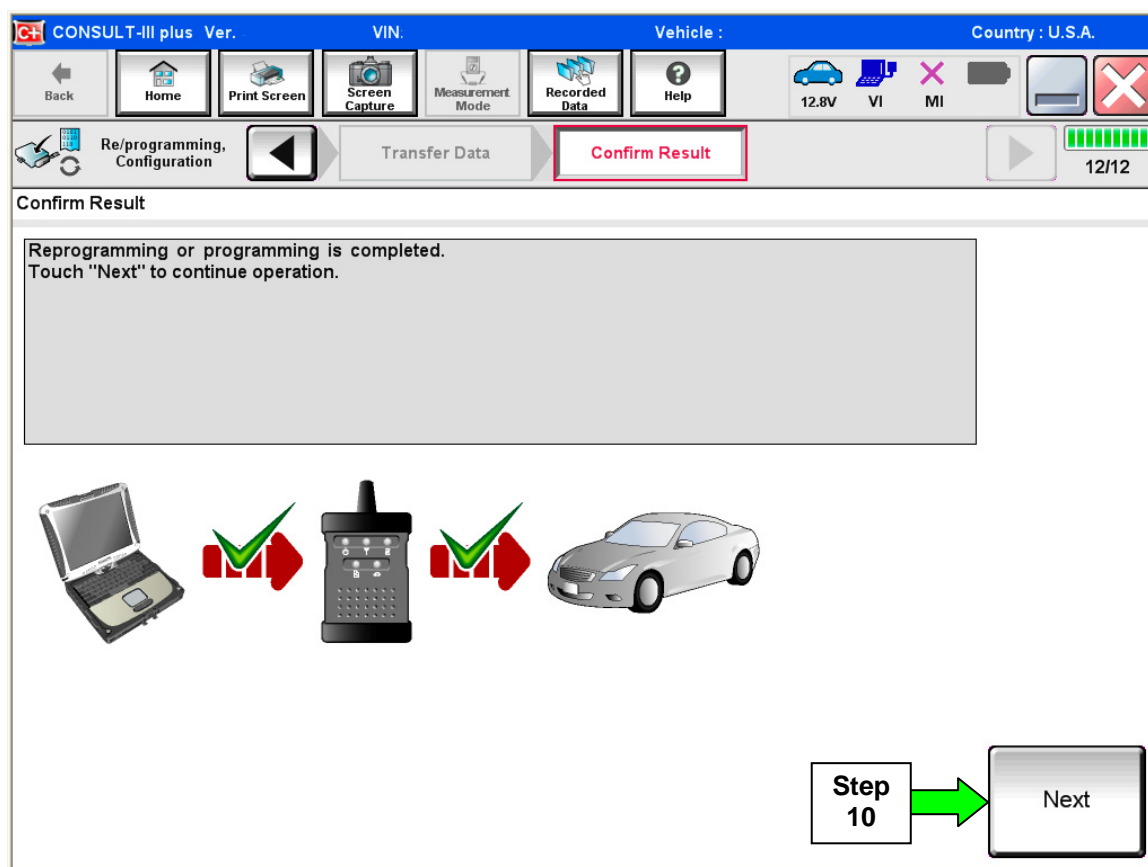 C+ CONSULT-III plus Ver. VIN: Vehicle : Country : U.S.A.
Back Home Print Screen Screen Capture Measurement Mode Recorded Data Help 12.8V VI MI
Re/programming, Configuration Transfer Data Confirm Result 12/12
Confirm Result
Reprogramming or programming is completed.
Touch "Next" to continue operation.
Step
10
Next